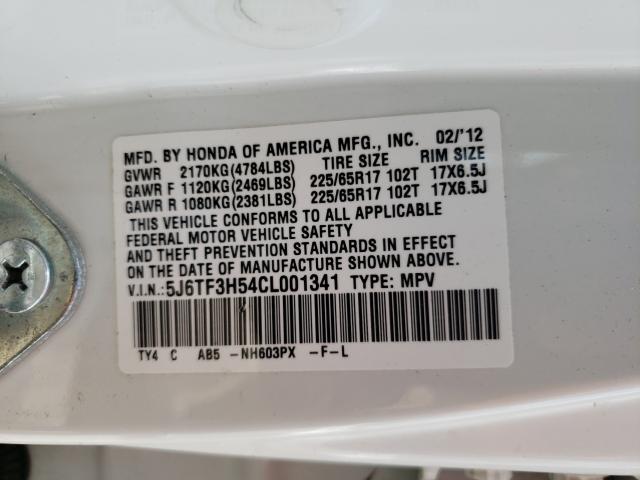 MFD. BY HONDA OF AMERICA MFG., INC. 02/'12
GVWR 2170KG(4784LBS) TIRE SIZE RIM SIZE
GAWR F 1120KG(2469LBS) 225/65R17 102T 17X6.5J
GAWR R 1080KG(2381LBS) 225/65R17 102T 17X6.5J
THIS VEHICLE CONFORMS TO ALL APPLICABLE
FEDERAL MOTOR VEHICLE SAFETY
AND THEFT PREVENTION STANDARDS IN EFFECT
ON THE DATE OF MANUFACTURE SHOWN ABOVE.
V.I.N.:5J6TF3H54CL001341 TYPE: MPV
TY4 C AB5 -NH603PX -F-L